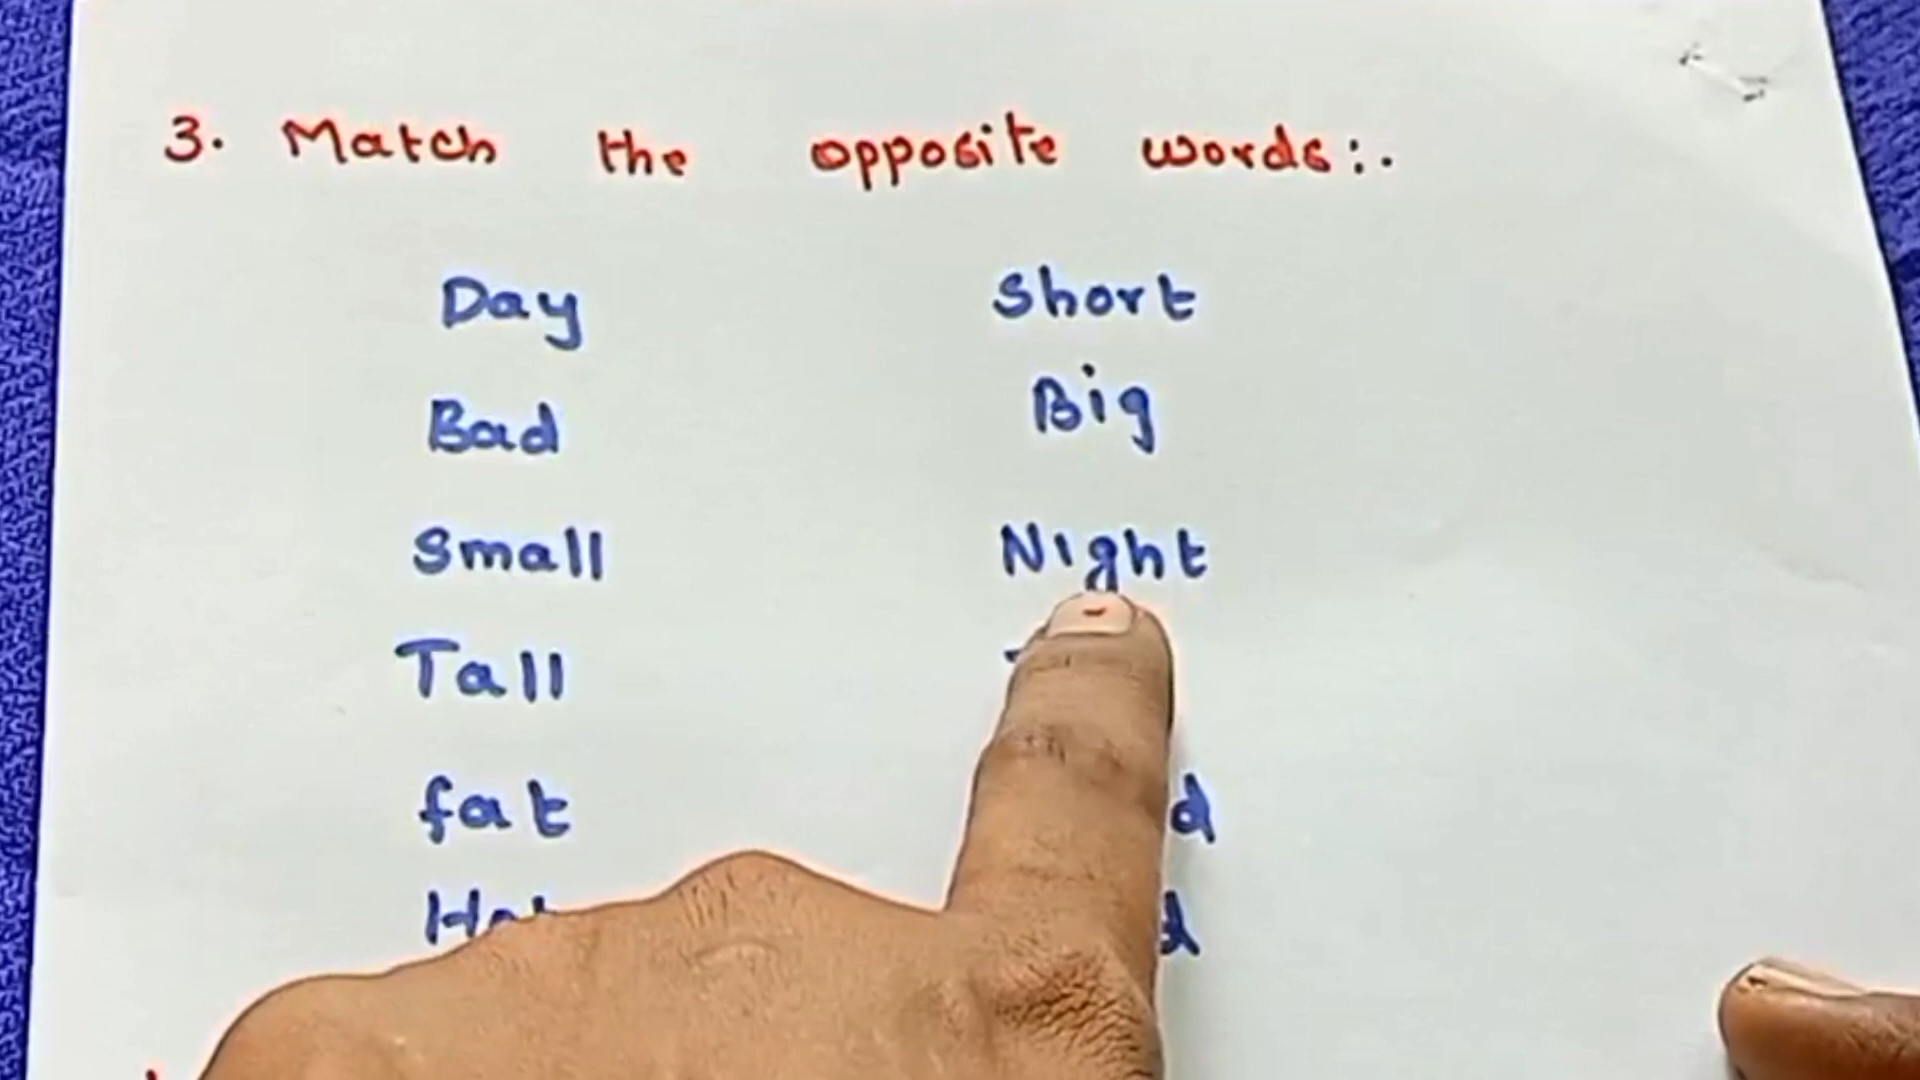 3. Match the opposite words:.
Day Short
Bad Big
Small Night
Tall
fat